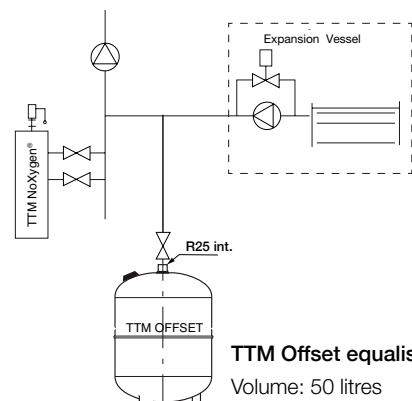 Expansion Vessel
TTM NoXygen®
R25 int.
TTM OFFSET
TTM Offset equalis
Volume: 50 litres